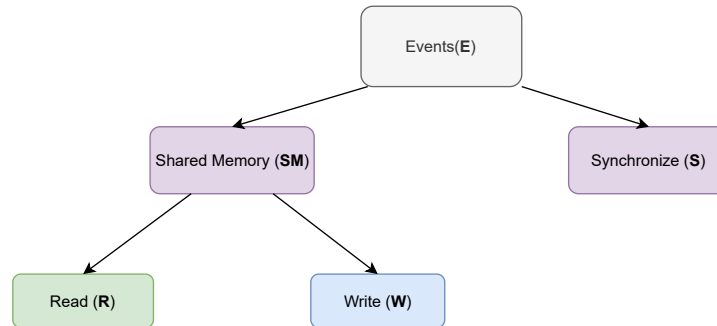 Events(E)
Shared Memory (SM)
Synchronize (S)
Read (R)
Write (W)